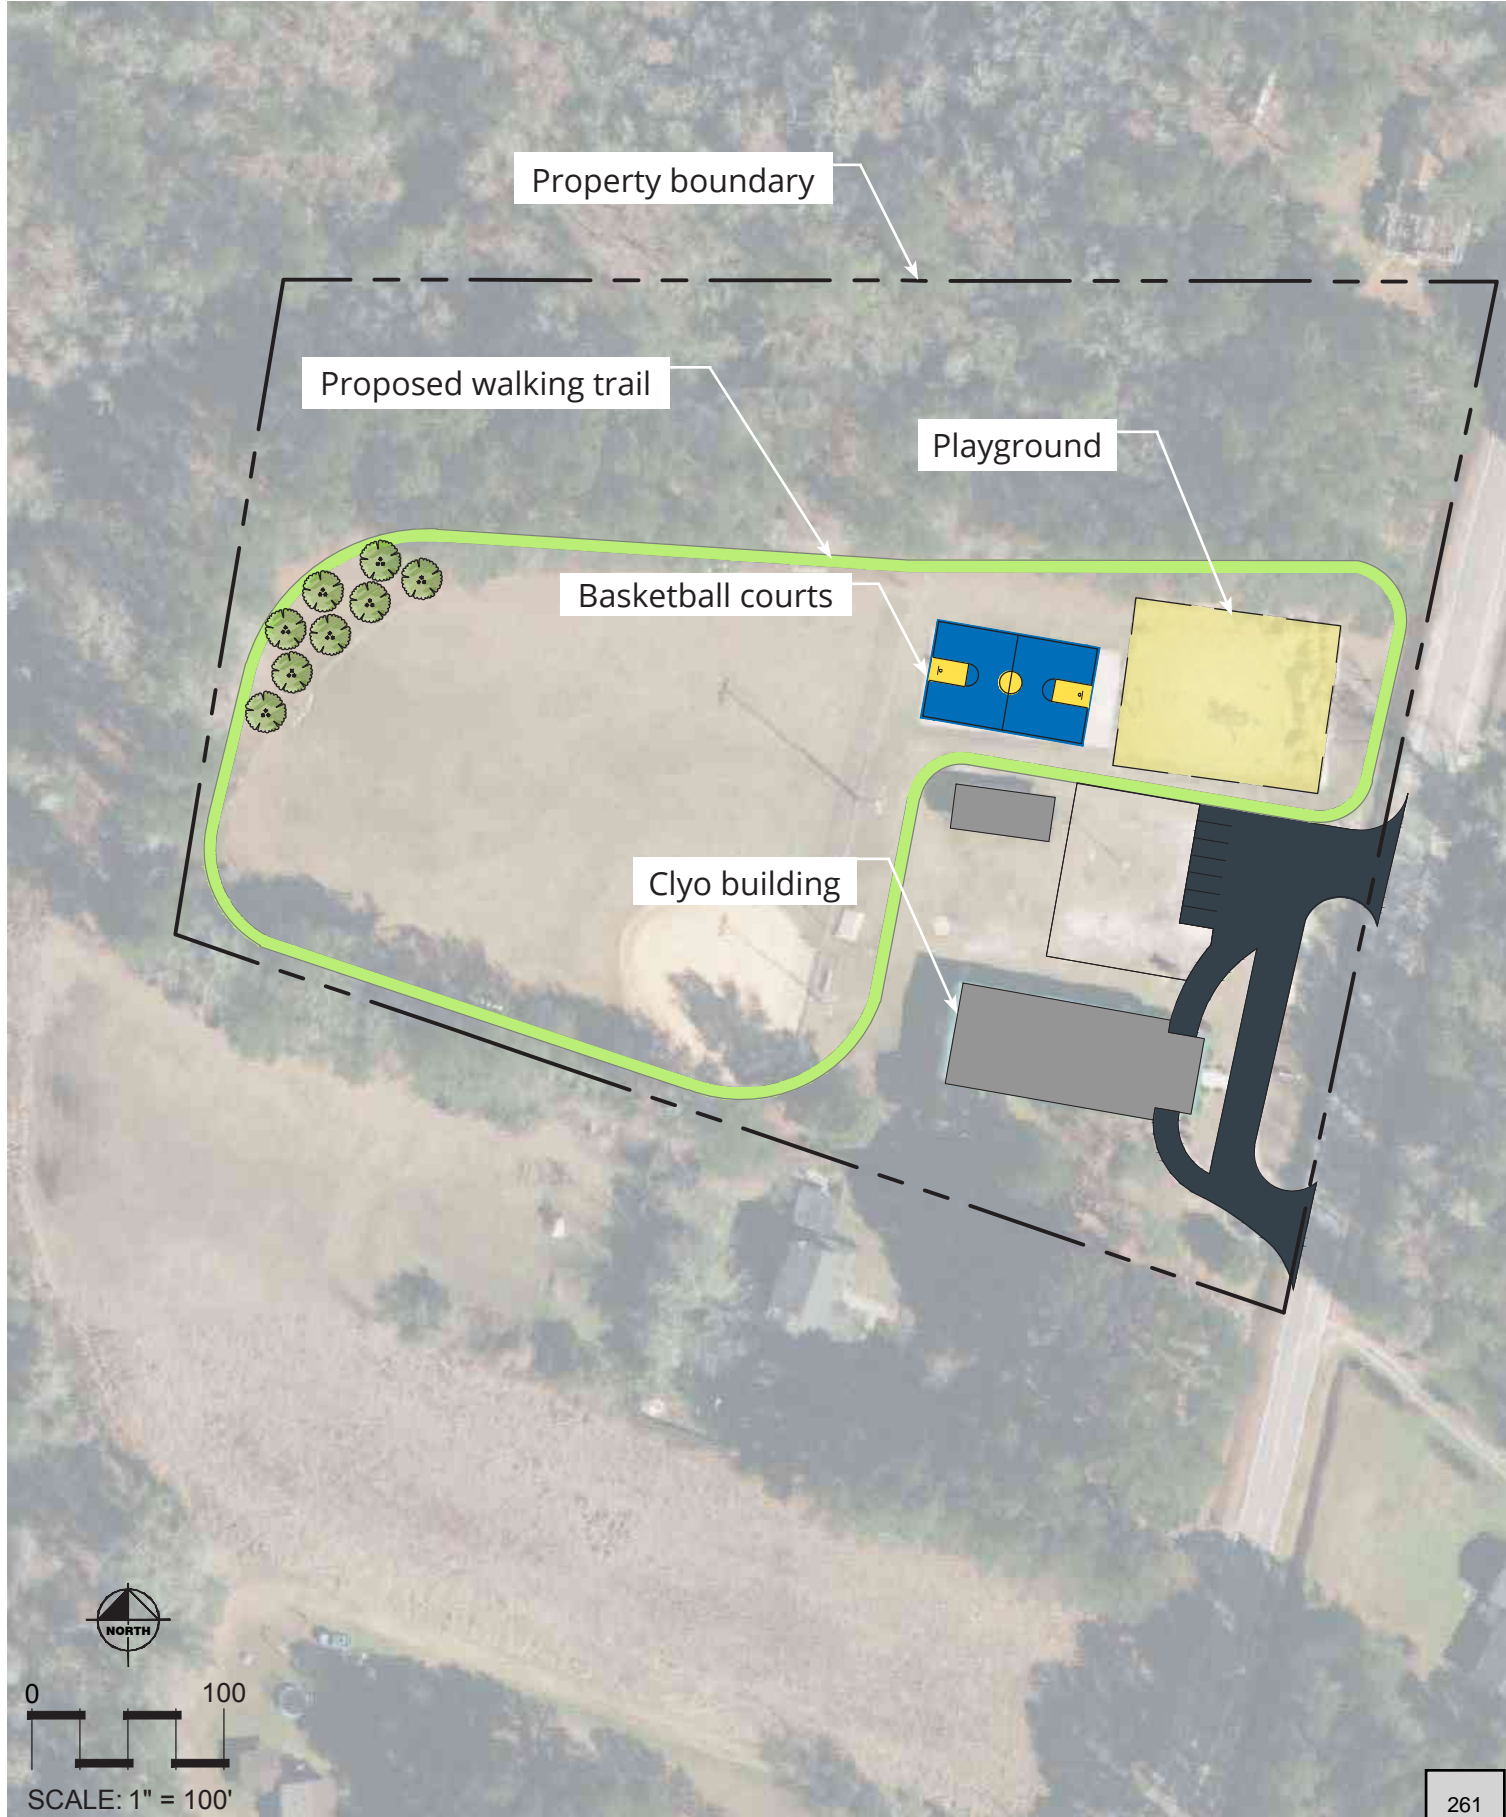 Property boundary
Proposed walking trail
Playground
Basketball courts
Clyo building
NORTH
0 100
SCALE: 1" = 100'
261